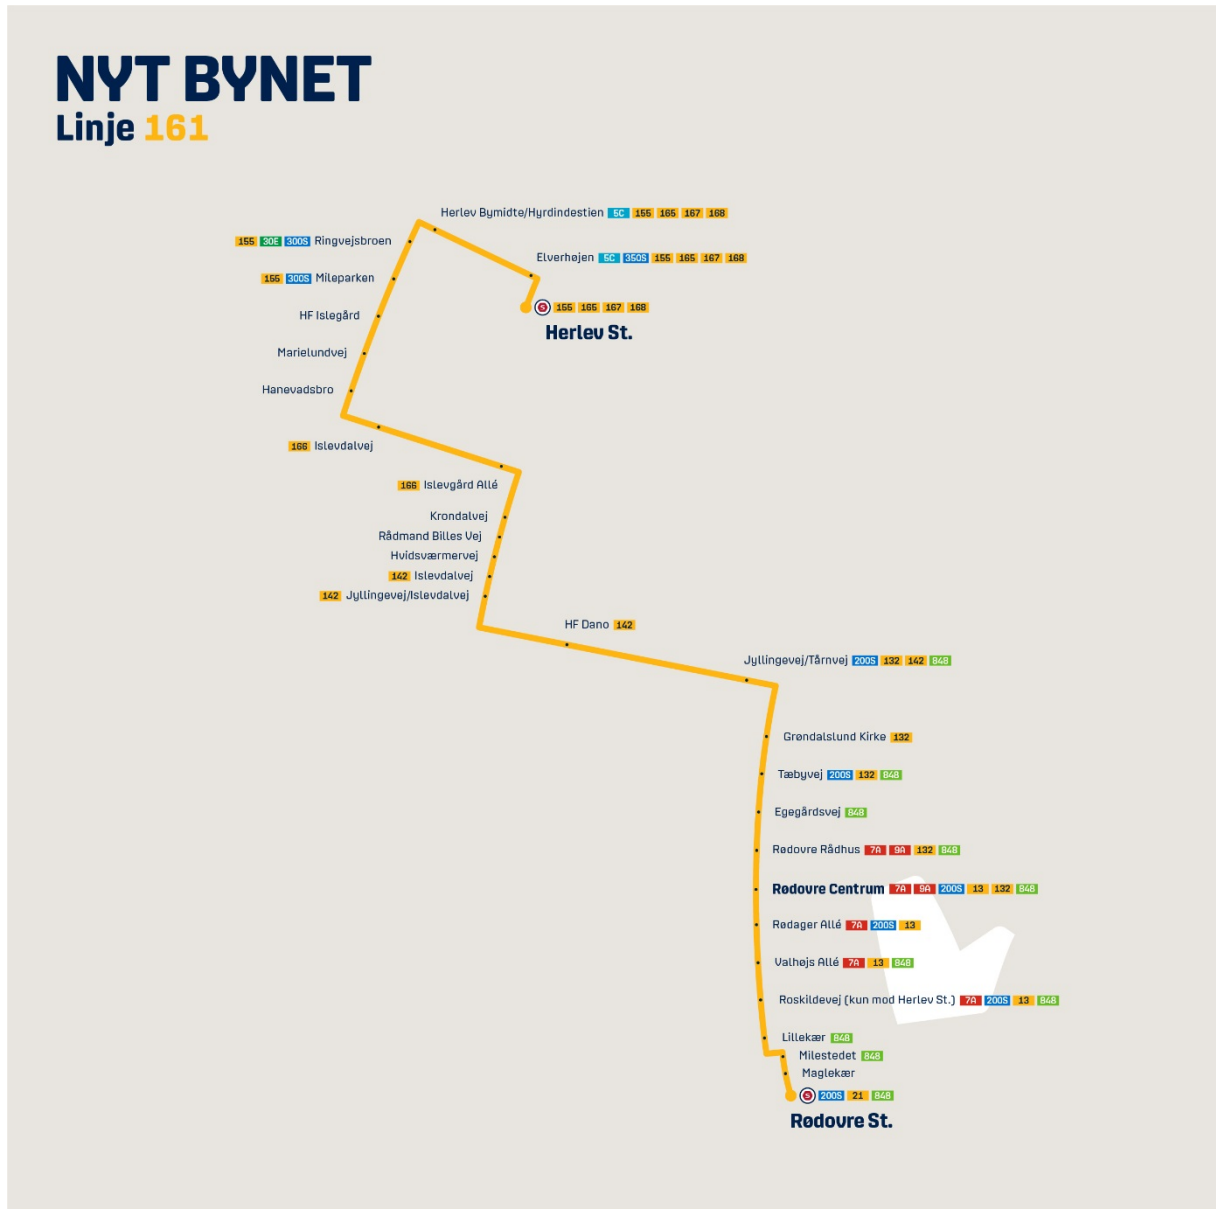 NYT BYNET
Linje 161
Herlev Bymidte/Hyrdindestien 5C 155 165 167 168
155 30E 300S Ringvejsbroen
Elverhøjen 5C 350S 155 165 167 168
155 300S Mileparken
S 155 165 167 168
HF Islegård
Herlev St.
Marielundvej
Hanevadsbro
166 Islevdalvej
166 Islevgård Allé
Krondalvej
Rådmand Billes Vej
Hvidsværmervej
142 Islevdalvej
142 Jyllingevej/Islevdalvej
HF Dano 142
Jyllingevej/Tårnvej 200S 132 142 848
Grøndalslund Kirke 132
Tæbyvej 200S 132 848
Egegårdsvej 848
Rødovre Rådhus 7A 9A 132 848
Rødovre Centrum 7A 9A 200S 13 132 848
Rødager Allé 7A 200S 13
Valhøjs Allé 7A 13 848
Roskildevej (kun mod Herlev St.) 7A 200S 13 848
Lillekær 848
Milestedet 848
Maglekær
S 200S 21 848
Rødovre St.